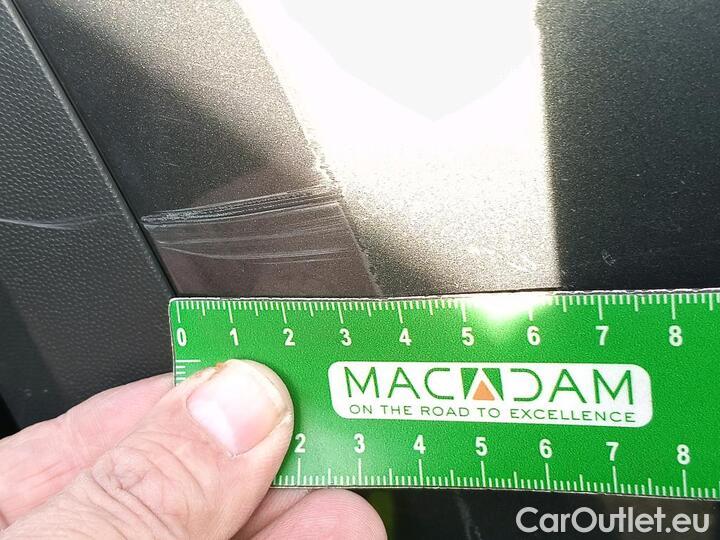 0 1 2 3 4 5 6 7 8
MACADAM
ON THE ROAD TO EXCELLENCE
2 3 4 5 6 7 8
CarOutlet.eu